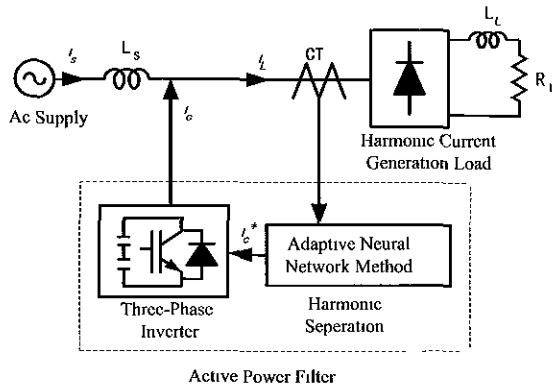 i_s
L_S
i_L
CT
L_L
R_L
Ac Supply
i_c
Harmonic Current
Generation Load
i_c*
Adaptive Neural
Network Method
Three-Phase
Inverter
Harmonic
Seperation
Active Power Filter